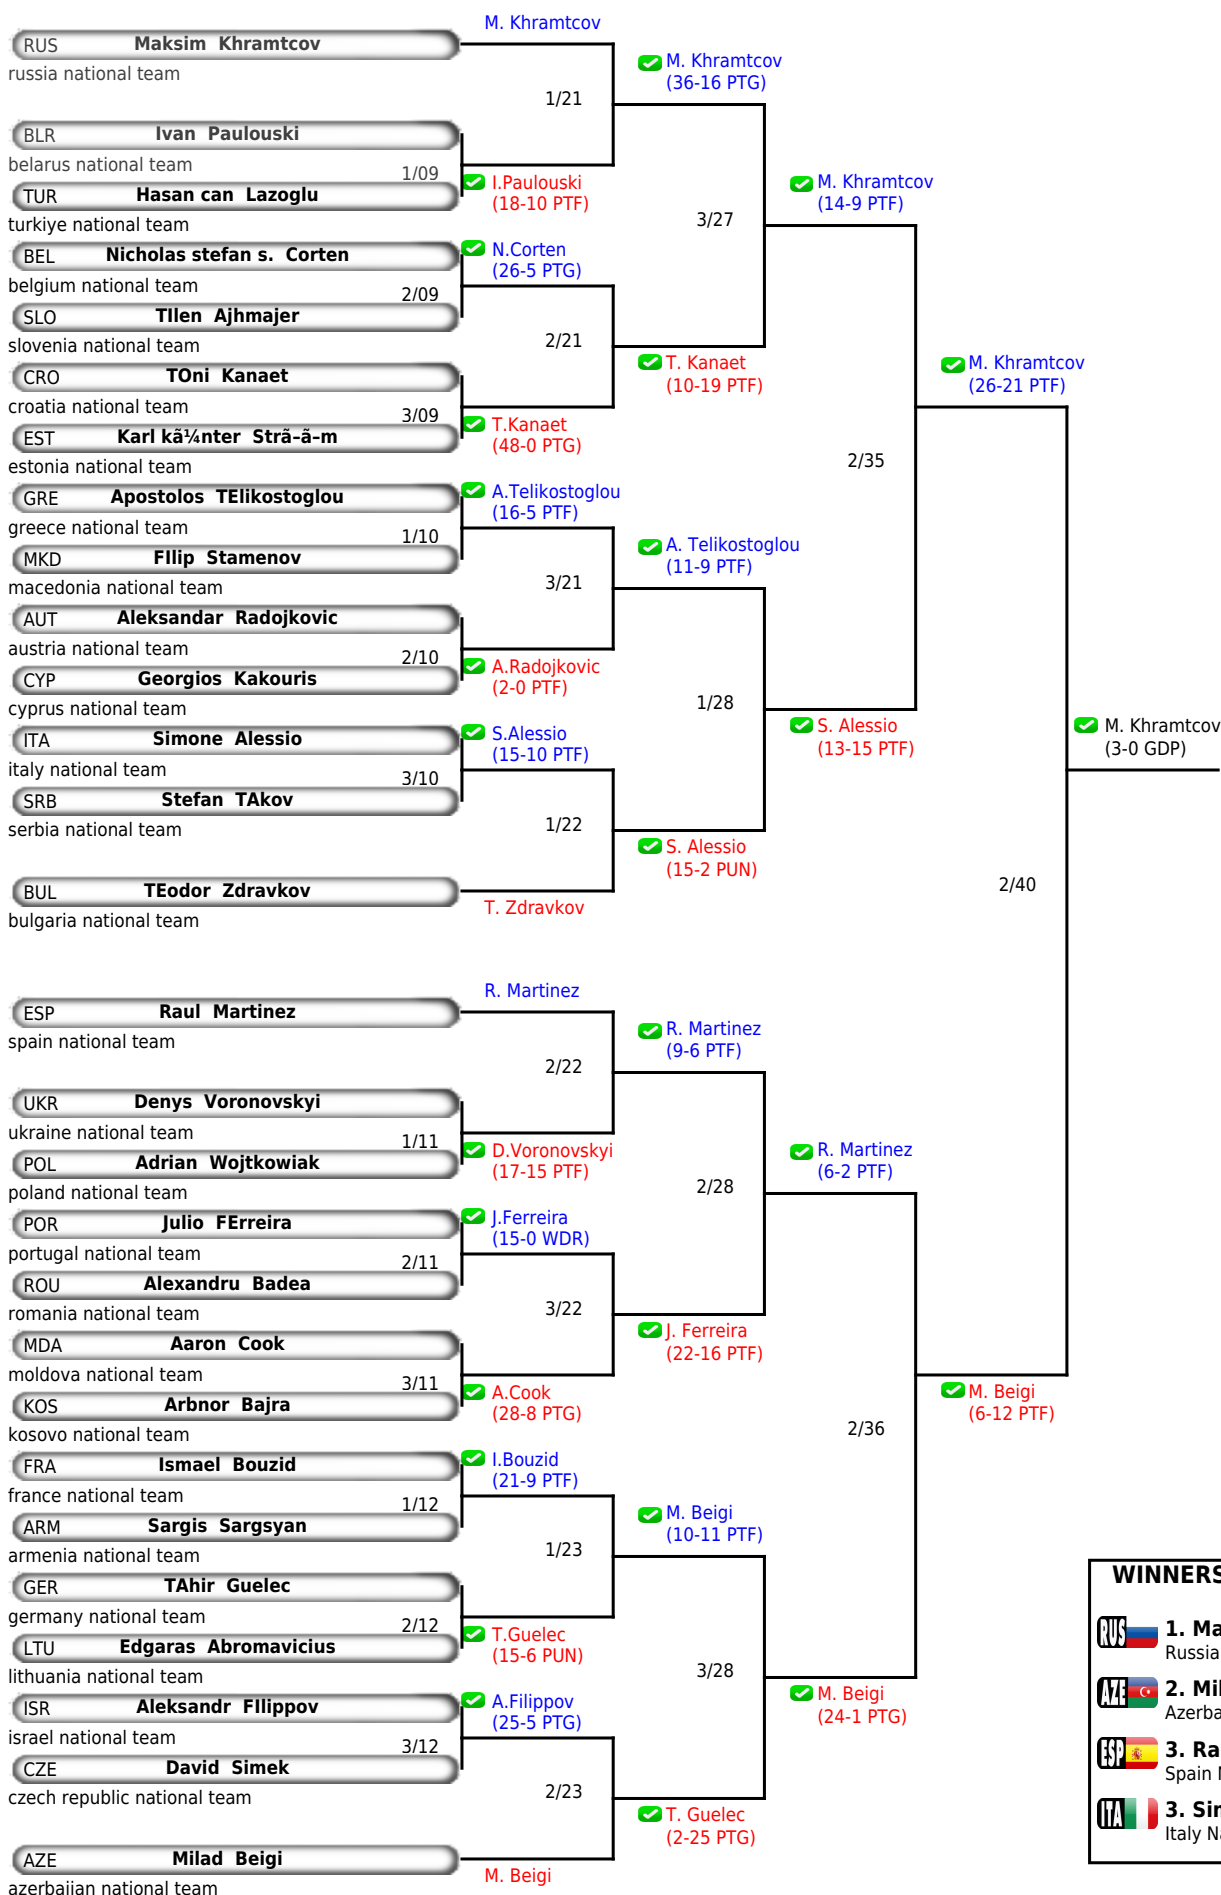 M. Khramtcov
RUS Maksim Khramtcov
russia national team
M. Khramtcov
(36-16 PTG)
1/21
BLR Ivan Paulouski
belarus national team
1/09
I.Paulouski
(18-10 PTF)
TUR Hasan can Lazoglu
turkiye national team
M. Khramtcov
(14-9 PTF)
3/27
BEL Nicholas stefan s. Corten
N.Corten
(26-5 PTG)
belgium national team
2/09
SLO TIlen Ajhmajer
slovenia national team
2/21
T. Kanaet
(10-19 PTF)
M. Khramtcov
(26-21 PTF)
CRO TOni Kanaet
croatia national team
3/09
T.Kanaet
(48-0 PTG)
EST Karl kã¼nter Strã–ã–m
estonia national team
2/35
GRE Apostolos TElikostoglou
A.Telikostoglou
(16-5 PTF)
greece national team
1/10
A. Telikostoglou
(11-9 PTF)
MKD FIlip Stamenov
macedonia national team
3/21
AUT Aleksandar Radojkovic
austria national team
2/10
A.Radojkovic
(2-0 PTF)
CYP Georgios Kakouris
cyprus national team
1/28
S. Alessio
(13-15 PTF)
M. Khramtcov
(3-0 GDP)
ITA Simone Alessio
S.Alessio
(15-10 PTF)
italy national team
3/10
SRB Stefan TAkov
serbia national team
1/22
S. Alessio
(15-2 PUN)
BUL TEodor Zdravkov
bulgaria national team
T. Zdravkov
2/40
R. Martinez
ESP Raul Martinez
spain national team
R. Martinez
(9-6 PTF)
2/22
UKR Denys Voronovskyi
ukraine national team
1/11
D.Voronovskyi
(17-15 PTF)
POL Adrian Wojtkowiak
poland national team
R. Martinez
(6-2 PTF)
2/28
POR Julio FErreira
J.Ferreira
(15-0 WDR)
portugal national team
2/11
ROU Alexandru Badea
romania national team
3/22
J. Ferreira
(22-16 PTF)
MDA Aaron Cook
moldova national team
3/11
A.Cook
(28-8 PTG)
M. Beigi
(6-12 PTF)
KOS Arbnor Bajra
kosovo national team
2/36
FRA Ismael Bouzid
I.Bouzid
(21-9 PTF)
france national team
1/12
M. Beigi
(10-11 PTF)
ARM Sargis Sargsyan
armenia national team
1/23
GER TAhir Guelec
germany national team
2/12
T.Guelec
(15-6 PUN)
LTU Edgaras Abromavicius
lithuania national team
3/28
M. Beigi
(24-1 PTG)
ISR Aleksandr FIlippov
A.Filippov
(25-5 PTG)
israel national team
3/12
CZE David Simek
czech republic national team
2/23
T. Guelec
(2-25 PTG)
AZE Milad Beigi
M. Beigi
azerbaijan national team
WINNERS
RUS 1. Ma
Russia
AZE 2. Mil
Azerba
ESP 3. Ra
Spain
ITA 3. Sim
Italy Na